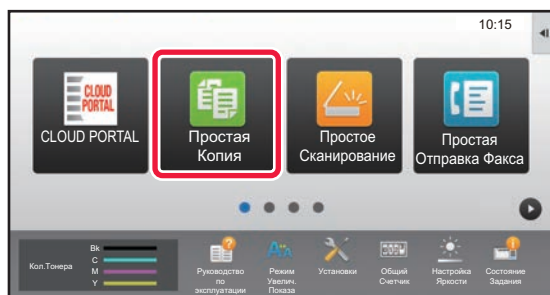 10:15
CLOUD
PORTAL
CLOUD PORTAL
Простая
Копия
Простое
Сканирование
Простая
Отправка Факса
Кол.Тонера
Bk
C
M
Y
Руководство
по
эксплуатации
Режим
Увелич.
Показа
Установки
Общий
Счетчик
Настройка
Яркости
Состояние
Задания